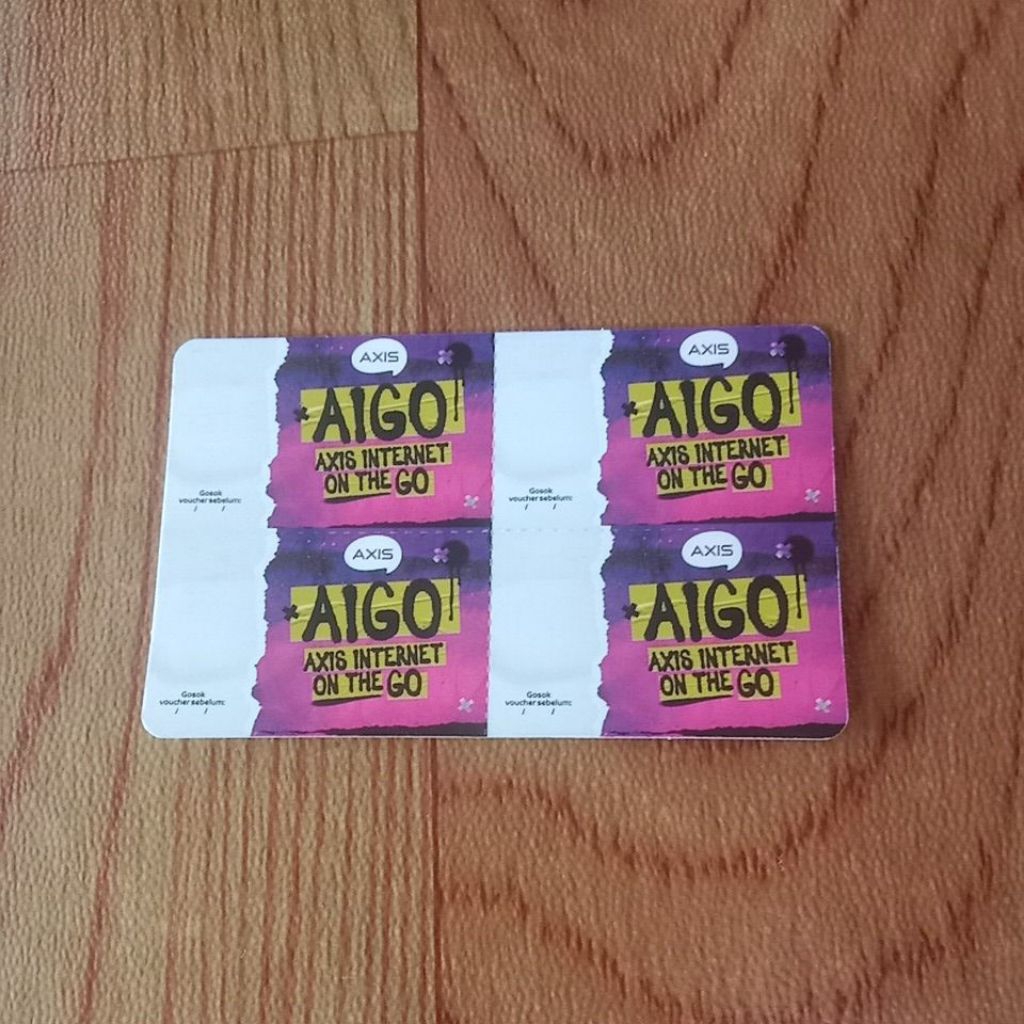 AXIS
AIGO
AXIS INTERNET
ON THE GO
Gosok
voucher sebelum:
/ /
AXIS
AIGO
AXIS INTERNET
ON THE GO
Gosok
voucher sebelum:
/ /
AXIS
AIGO
AXIS INTERNET
ON THE GO
Gosok
voucher sebelum:
/ /
AXIS
AIGO
AXIS INTERNET
ON THE GO
Gosok
voucher sebelum:
/ /